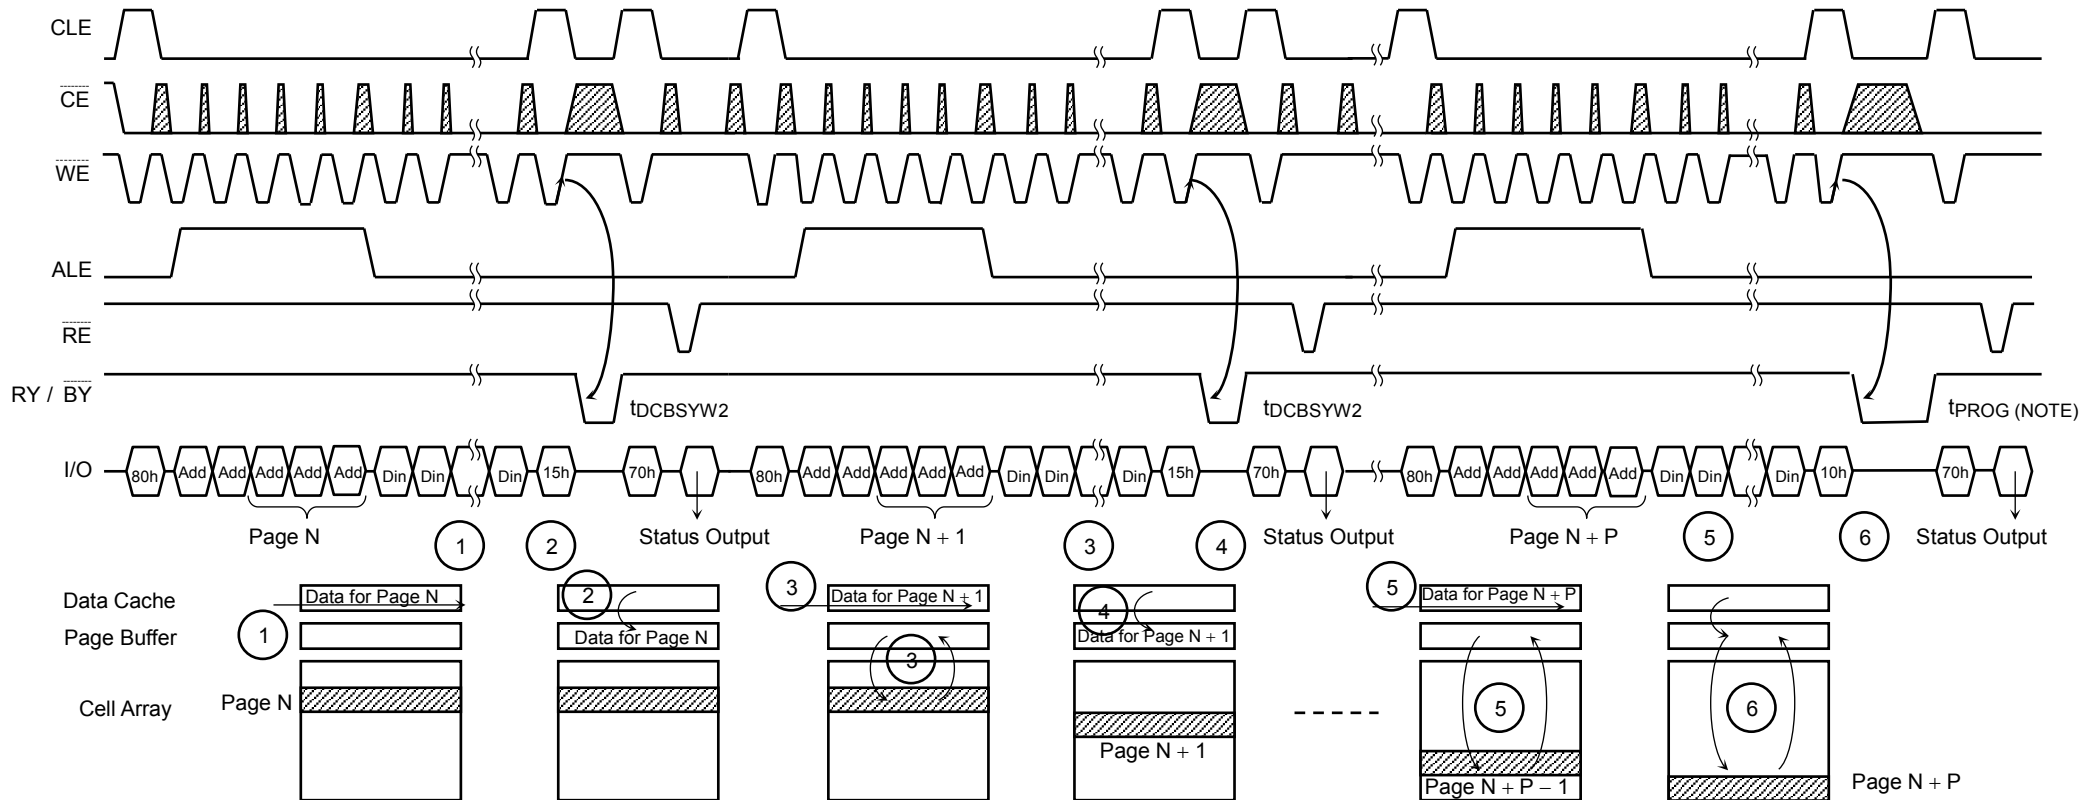 CLE
CE
WE
ALE
RE
RY / BY
tDCBSYW2 tDCBSYW2 tPROG (NOTE)
I/O 80h Add Add Add Add Add Din Din Din 15h 70h 80h Add Add Add Add Add Din Din Din 15h 70h 80h Add Add Add Add Add Din Din Din 10h 70h
Page N 1 2 Status Output Page N + 1 3 4 Status Output Page N + P 5 6 Status Output
Data Cache Data for Page N 2 3 Data for Page N + 1 4 5 Data for Page N + P
Page Buffer 1 Data for Page N 3 Data for Page N + 1
Cell Array Page N 5 6
Page N + 1
Page N + P − 1 Page N + P